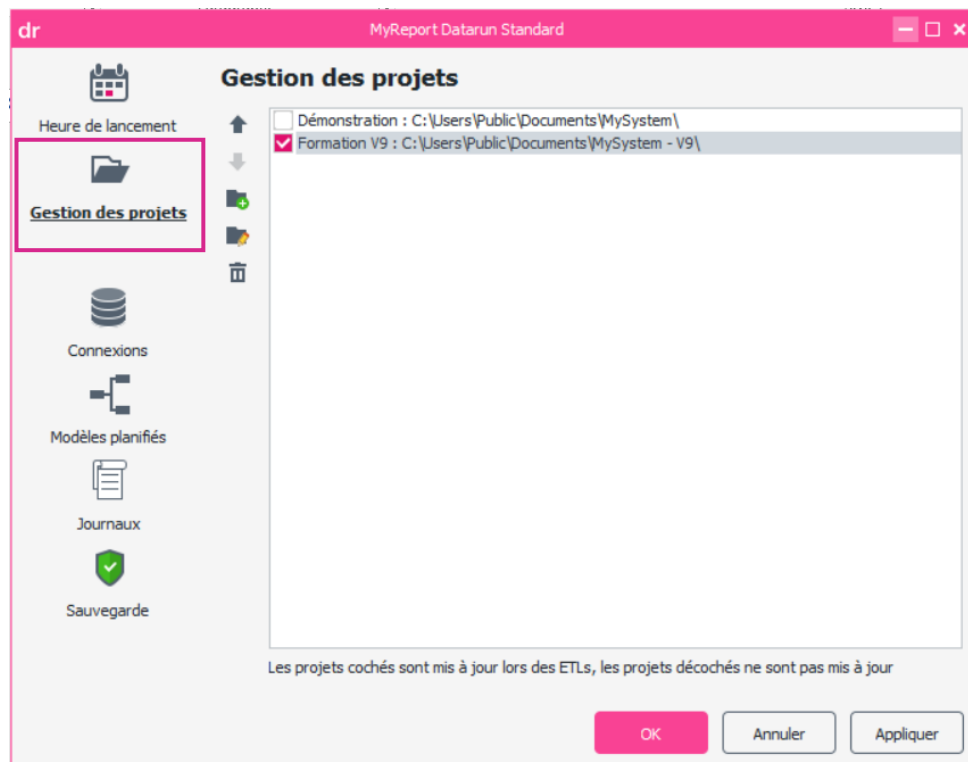 dr
MyReport Datarun Standard
Heure de lancement
Gestion des projets
Connexions
Modèles planifiés
Journaux
Sauvegarde
Gestion des projets
Démonstration : C:\Users\Public\Documents\MySystem\
Formation V9 : C:\Users\Public\Documents\MySystem - V9\
Les projets cochés sont mis à jour lors des ETLs, les projets décochés ne sont pas mis à jour
OK
Annuler
Appliquer